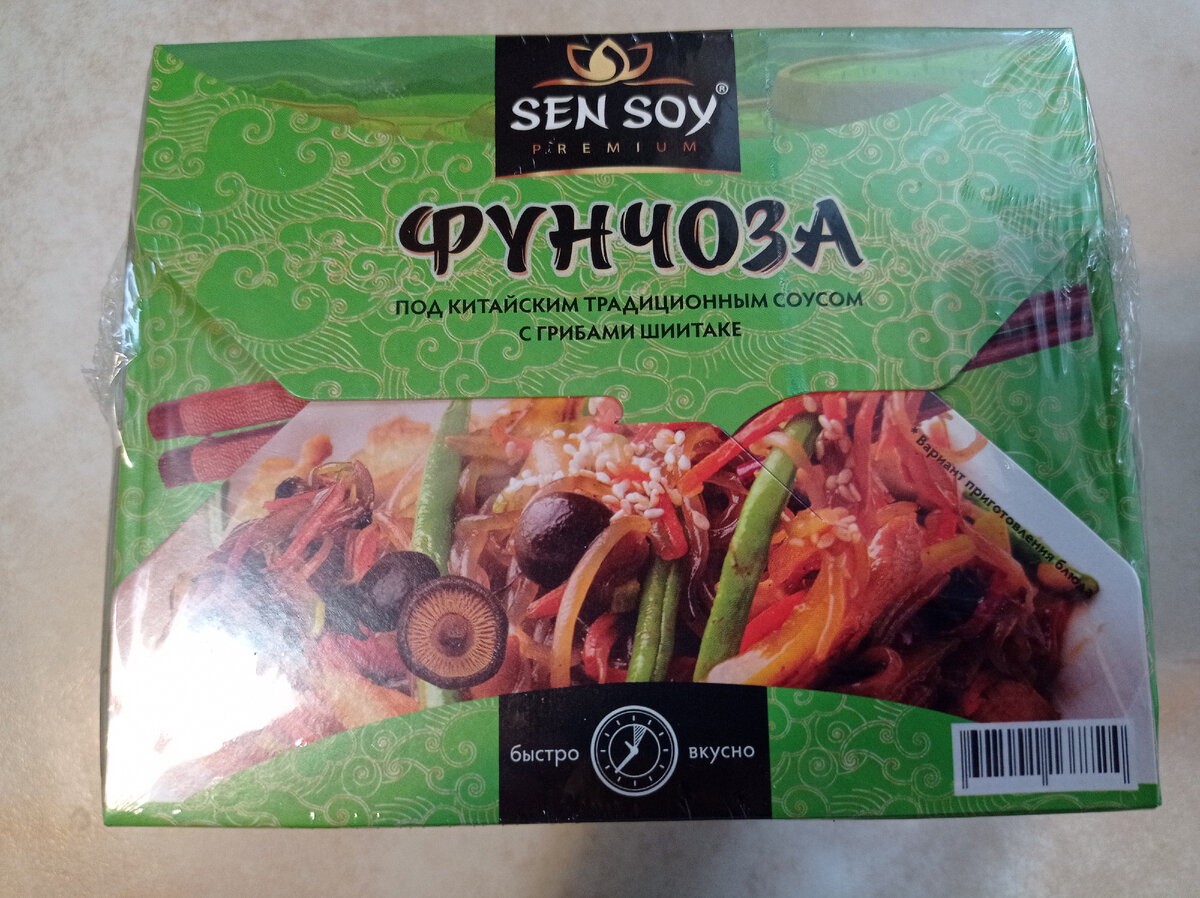 SEN SOY®
PREMIUM
ФУНЧОЗА
ПОД КИТАЙСКИМ ТРАДИЦИОННЫМ СОУСОМ
С ГРИБАМИ ШИИТАКЕ
* Вариант приготовления блюда
быстро вкусно